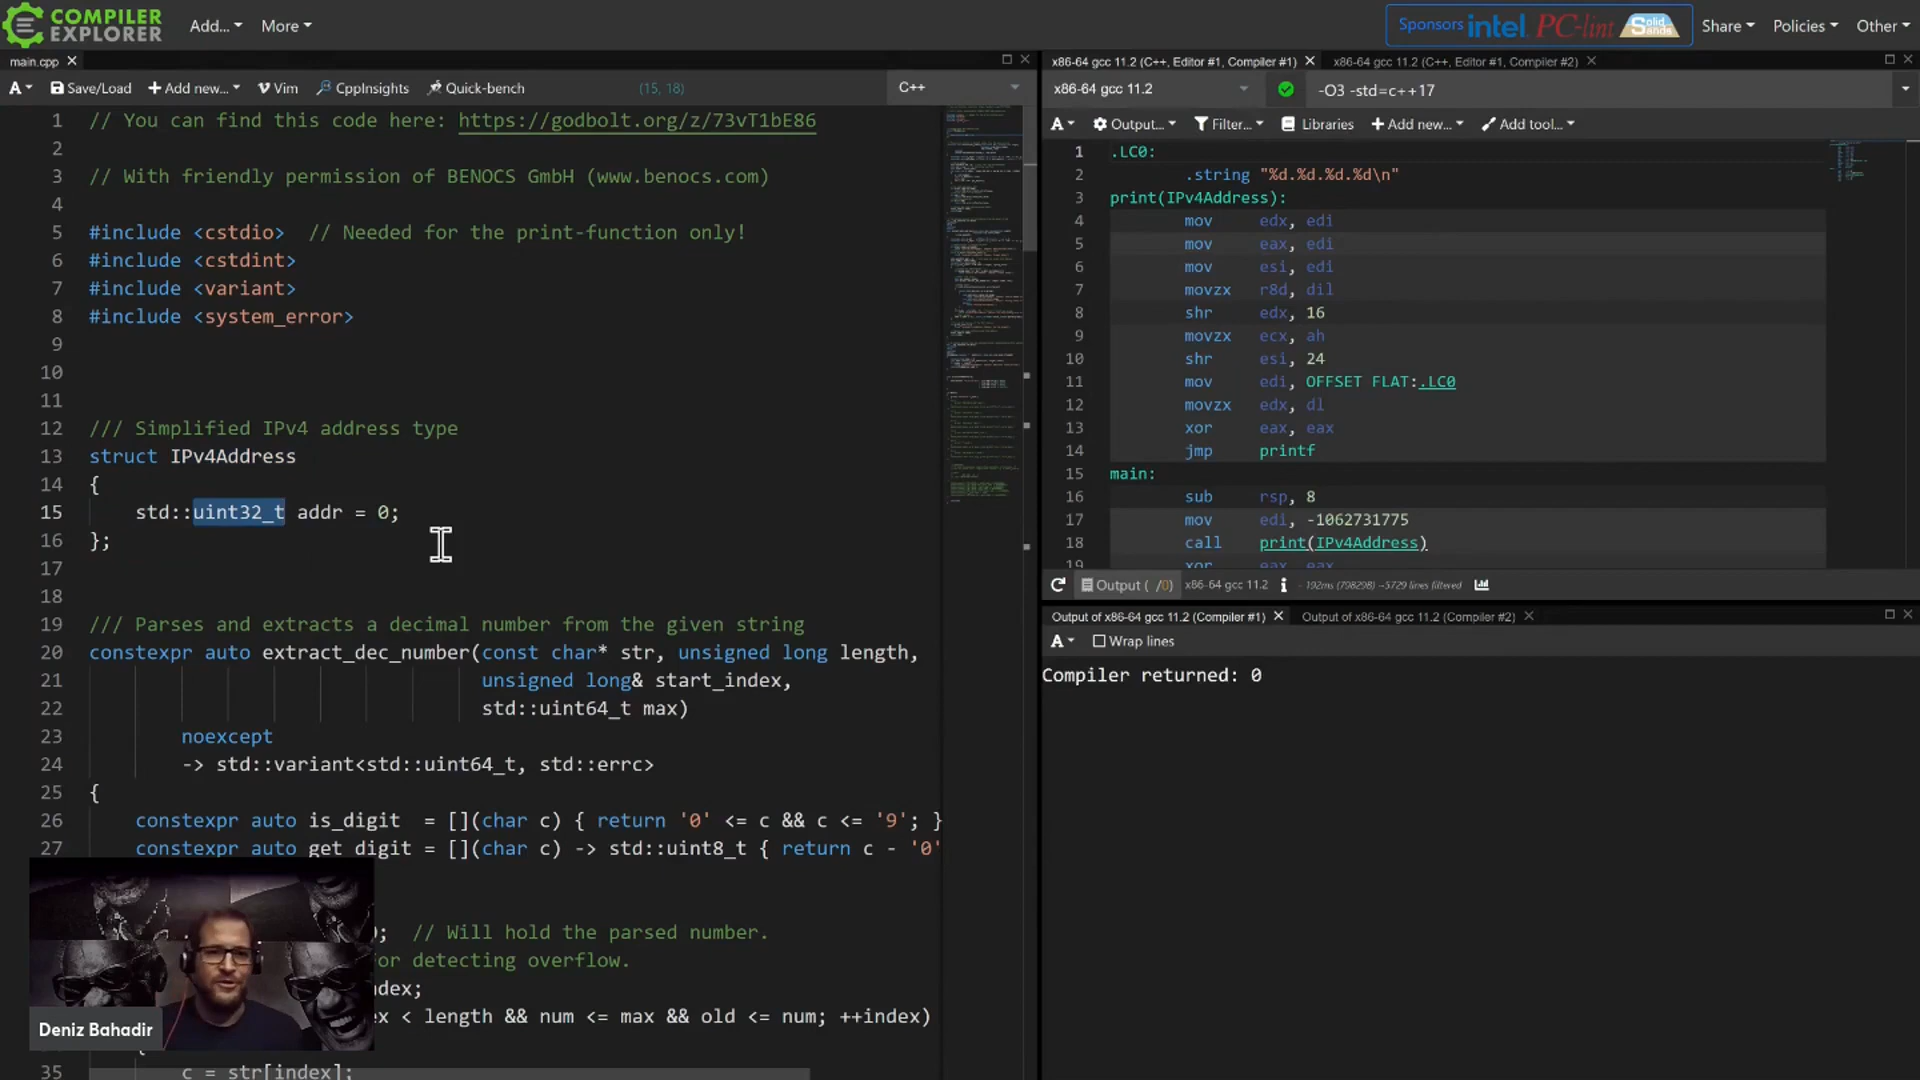 COMPILER
EXPLORER
Add...
More
Sponsors intel. PC-lint Solid Sands
Share
Policies
Other
main.cpp
A
Save/Load
Add new...
Vim
CppInsights
Quick-bench
(15, 18)
C++
1 // You can find this code here: https://godbolt.org/z/73vT1bE86
2
3 // With friendly permission of BENOCS GmbH (www.benocs.com)
4
5 #include <cstdio> // Needed for the print-function only!
6 #include <cstdint>
7 #include <variant>
8 #include <system_error>
9
10
11
12 /// Simplified IPv4 address type
13 struct IPv4Address
14 {
15 std::uint32_t addr = 0;
16 };
17
18
19 /// Parses and extracts a decimal number from the given string
20 constexpr auto extract_dec_number(const char* str, unsigned long length,
21 unsigned long& start_index,
22 std::uint64_t max)
23 noexcept
24 -> std::variant<std::uint64_t, std::errc>
25 {
26 constexpr auto is_digit = [](char c) { return '0' <= c && c <= '9'; }
27 constexpr auto get_digit = [](char c) -> std::uint8_t { return c - '0'
; // Will hold the parsed number.
or detecting overflow.
ndex;
ex < length && num <= max && old <= num; ++index)
{
35 c = str[index];
Deniz Bahadir
x86-64 gcc 11.2 (C++, Editor #1, Compiler #1)
x86-64 gcc 11.2 (C++, Editor #1, Compiler #2)
x86-64 gcc 11.2
-O3 -std=c++17
A
Output...
Filter...
Libraries
Add new...
Add tool...
1 .LC0:
2 .string "%d.%d.%d.%d\n"
3 print(IPv4Address):
4 mov edx, edi
5 mov eax, edi
6 mov esi, edi
7 movzx r8d, dil
8 shr edx, 16
9 movzx ecx, ah
10 shr esi, 24
11 mov edi, OFFSET FLAT:.LC0
12 movzx edx, dl
13 xor eax, eax
14 jmp printf
15 main:
16 sub rsp, 8
17 mov edi, -1062731775
18 call print(IPv4Address)
19 xor eax, eax
Output ( /0) x86-64 gcc 11.2 i - 192ms (79829B) ~5729 lines filtered
Output of x86-64 gcc 11.2 (Compiler #1)
Output of x86-64 gcc 11.2 (Compiler #2)
A
Wrap lines
Compiler returned: 0